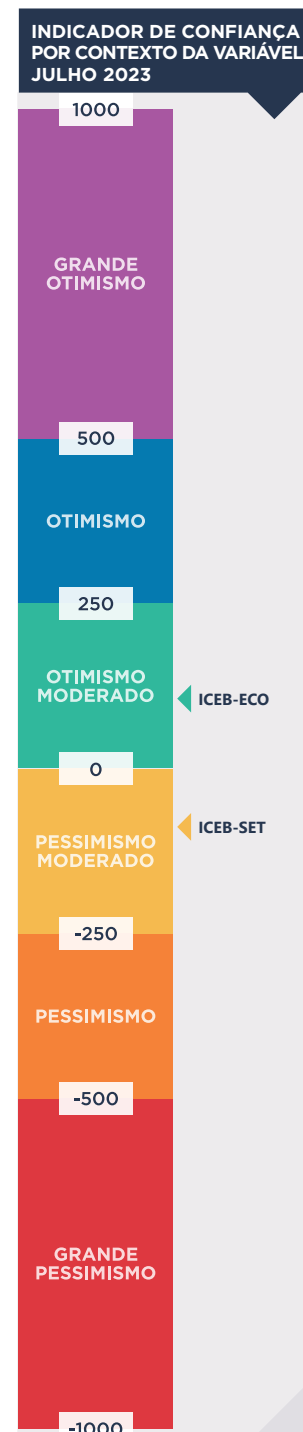 INDICADOR DE CONFIANÇA
POR CONTEXTO DA VARIÁVEL
JULHO 2023
1000
GRANDE
OTIMISMO
500
OTIMISMO
250
OTIMISMO
MODERADO
ICEB-ECO
0
PESSIMISMO
MODERADO
ICEB-SET
-250
PESSIMISMO
-500
GRANDE
PESSIMISMO
-1000